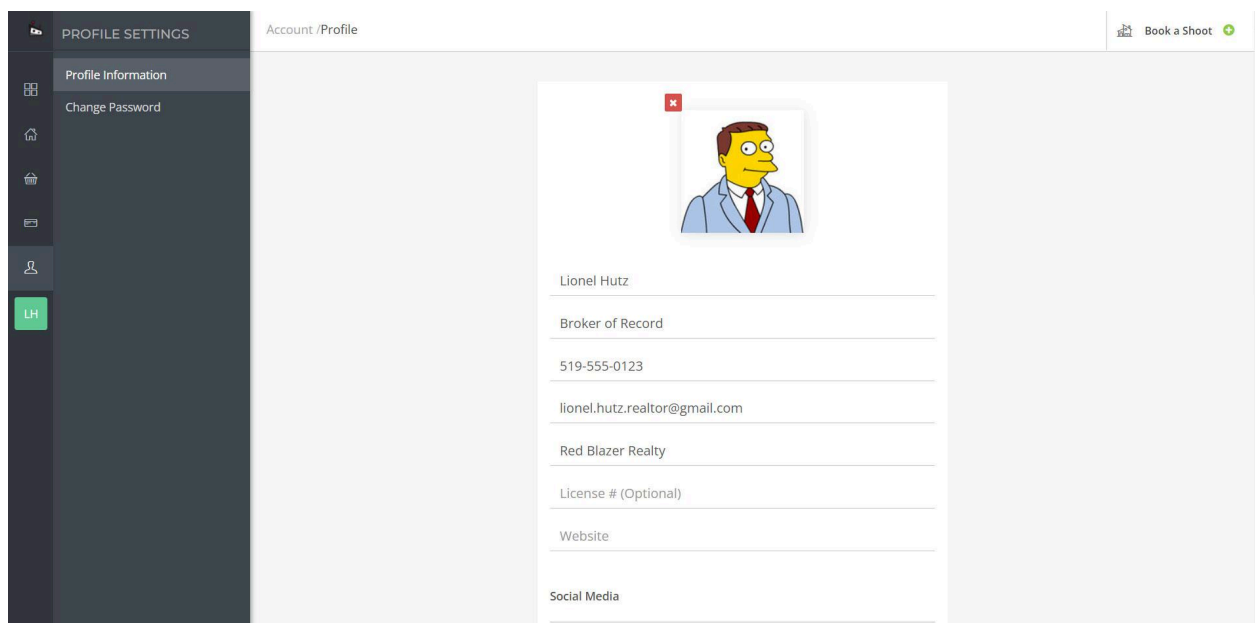 PROFILE SETTINGS
Account /Profile
Book a Shoot
Profile Information
Change Password
LH
Lionel Hutz
Broker of Record
519-555-0123
lionel.hutz.realtor@gmail.com
Red Blazer Realty
License # (Optional)
Website
Social Media